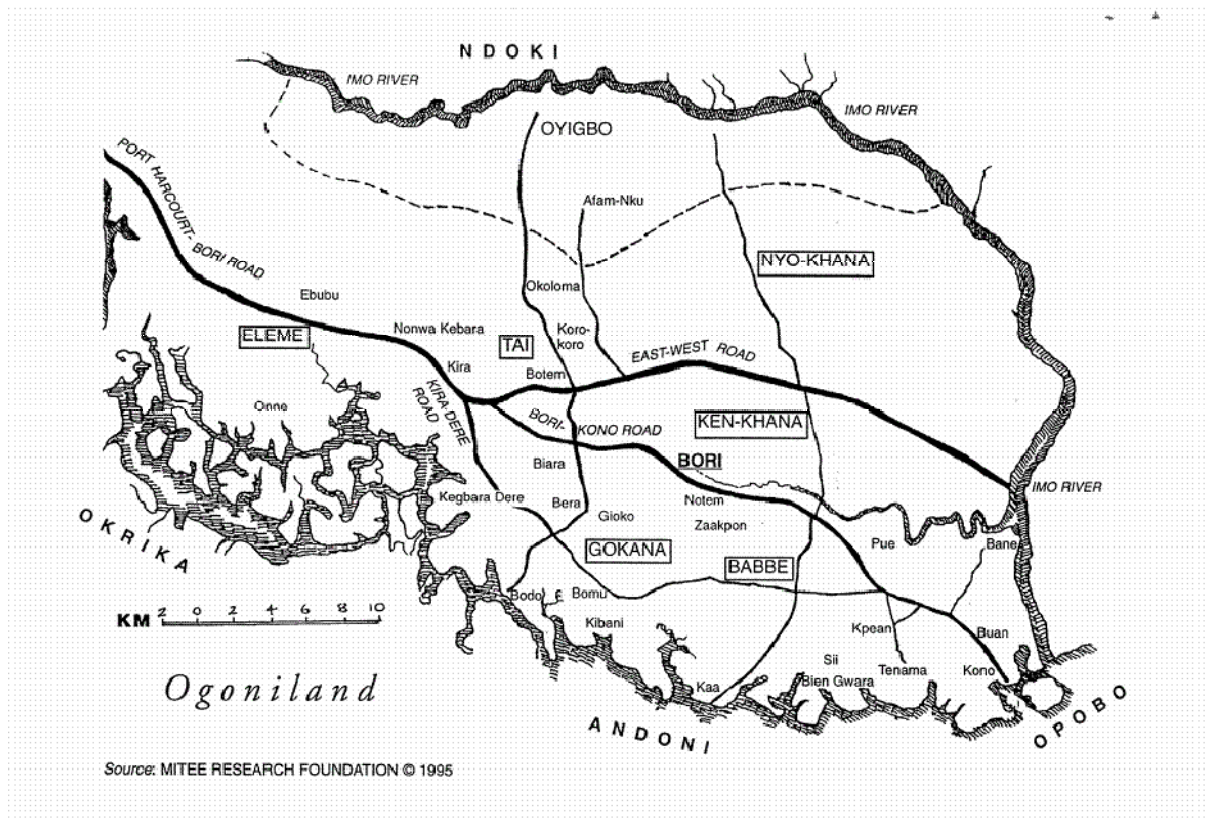 NDOKI
IMO RIVER
IMO RIVER
OYIGBO
PORT HARCOURT-
BORI ROAD
Afam-Nku
NYO-KHANA
Okoloma
Ebubu
ELEME
Nonwa Kebara
TAI
Koro-
koro
EAST-WEST ROAD
Kira
Botem
KIRA-DERE
ROAD
Onne
BORI-
KONO ROAD
KEN-KHANA
Biara
BORI
IMO RIVER
Kegbara Dere
Bera
Notem
Gioko
Zaakpon
OKRIKA
GOKANA
Pue
Bane
BABBE
Bodo
Bomu
KM 2 0 2 4 6 8 10
Kibani
Kpean
Buan
Sii
Bien Gwara
Tenama
Kono
Kaa
Ogoniland
ANDONI
OPOBO
Source: MITEE RESEARCH FOUNDATION © 1995